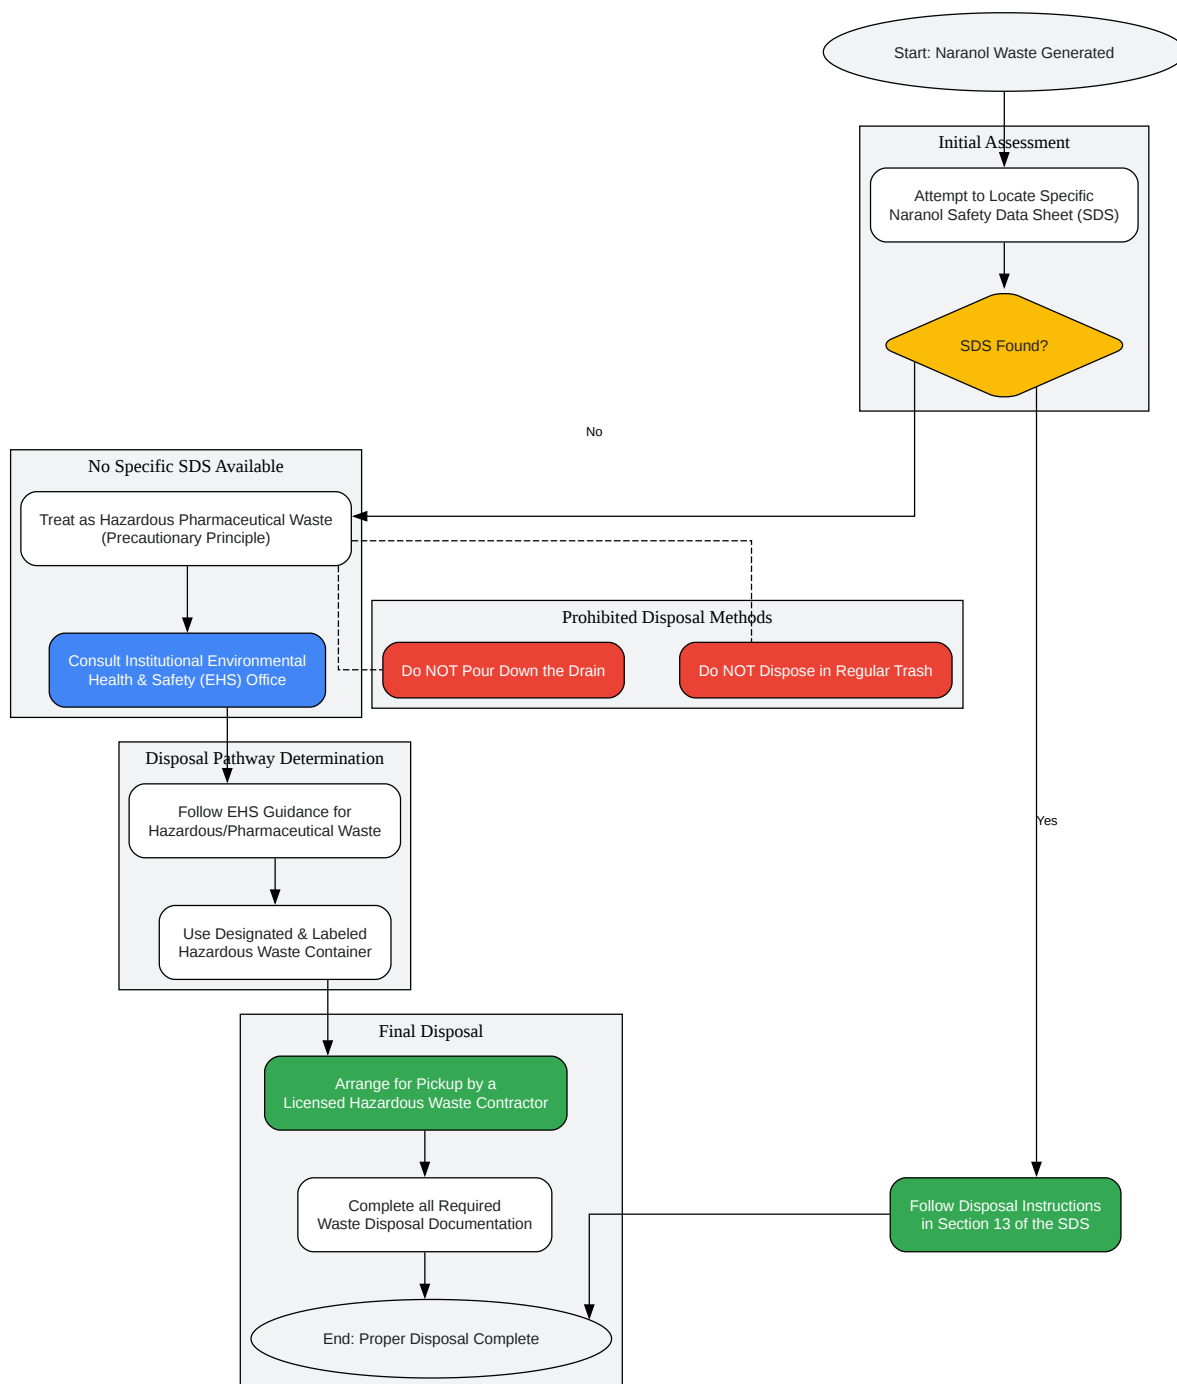 Start: Naranol Waste Generated
Initial Assessment
Attempt to Locate Specific
Naranol Safety Data Sheet (SDS)
SDS Found?
No
No Specific SDS Available
Treat as Hazardous Pharmaceutical Waste
(Precautionary Principle)
Consult Institutional Environmental
Health & Safety (EHS) Office
Prohibited Disposal Methods
Do NOT Pour Down the Drain
Do NOT Dispose in Regular Trash
Disposal Pathway Determination
Follow EHS Guidance for
Hazardous/Pharmaceutical Waste
Yes
Use Designated & Labeled
Hazardous Waste Container
Final Disposal
Arrange for Pickup by a
Licensed Hazardous Waste Contractor
Complete all Required
Waste Disposal Documentation
Follow Disposal Instructions
in Section 13 of the SDS
End: Proper Disposal Complete